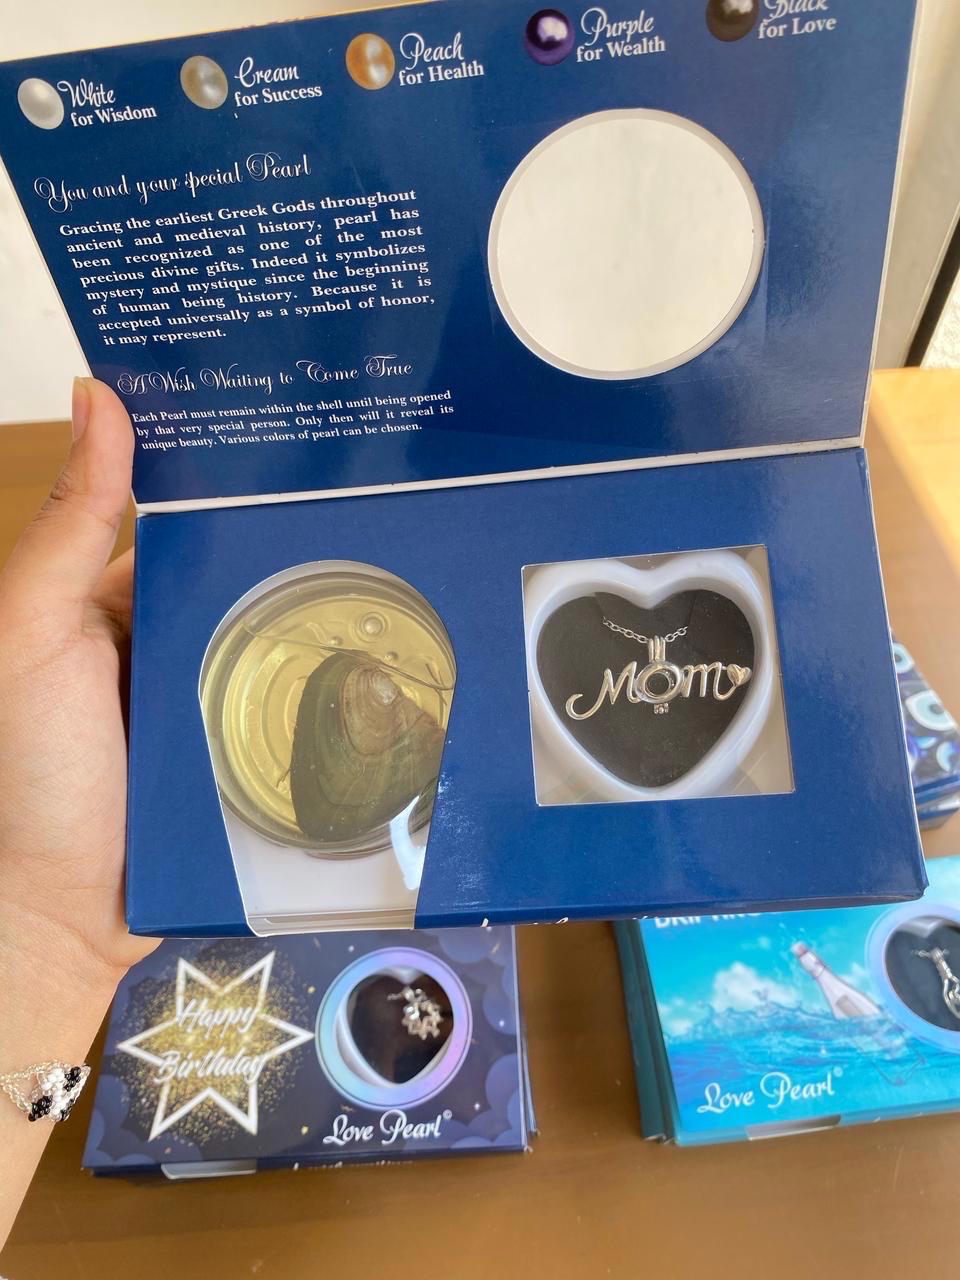 White
for Wisdom
Cream
for Success
Peach
for Health
Purple
for Wealth
Black
for Love
You and your special Pearl
Gracing the earliest Greek Gods throughout
ancient and medieval history, pearl has
been recognized as one of the most
precious divine gifts. Indeed it symbolizes
mystery and mystique since the beginning
of human being history. Because it is
accepted universally as a symbol of honor,
it may represent.
A Wish Waiting to Come True
Each Pearl must remain within the shell until being opened
by that very special person. Only then will it reveal its
unique beauty. Various colors of pearl can be chosen.
Mom
Happy
Birthday
Love Pearl©
Love Pearl©